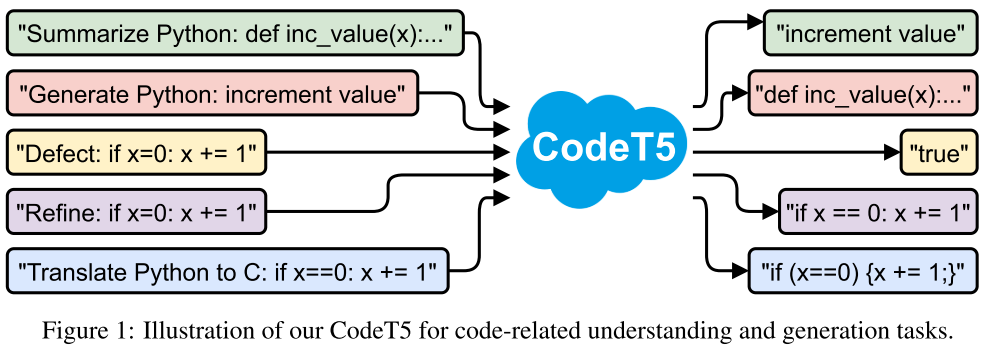 "Summarize Python: def inc_value(x):..."
"Generate Python: increment value"
"Defect: if x=0: x += 1"
"Refine: if x=0: x += 1"
"Translate Python to C: if x==0: x += 1"
CodeT5
"increment value"
"def inc_value(x):..."
"true"
"if x == 0: x += 1"
"if (x==0) {x += 1;}"
Figure 1: Illustration of our CodeT5 for code-related understanding and generation tasks.